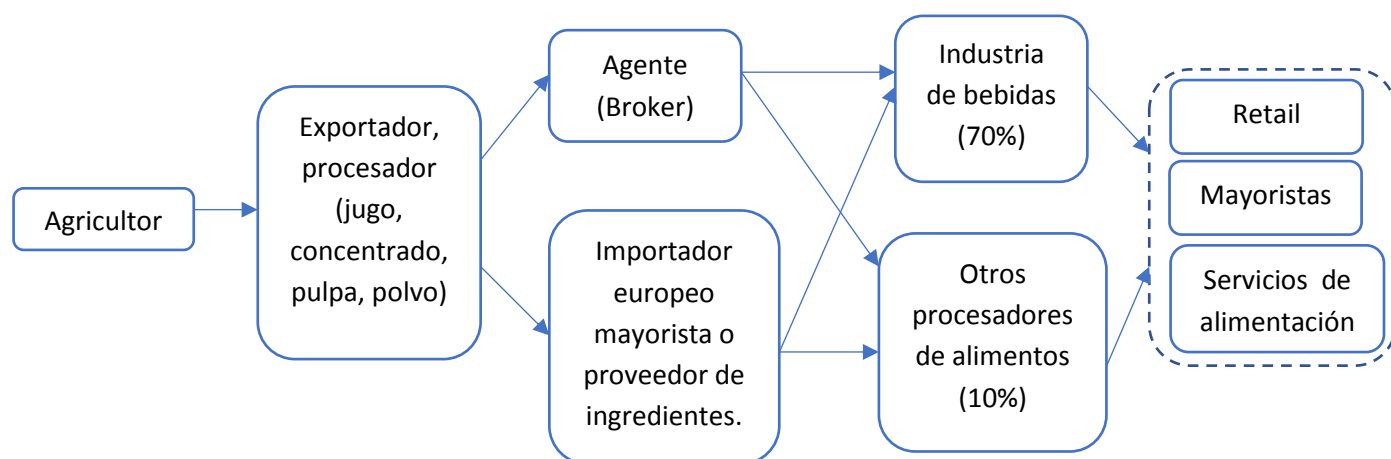 Agricultor
Exportador,
procesador
(jugo,
concentrado,
pulpa, polvo)
Agente
(Broker)
Importador
europeo
mayorista o
proveedor de
ingredientes.
Industria
de bebidas
(70%)
Otros
procesadores
de alimentos
(10%)
Retail
Mayoristas
Servicios de
alimentación